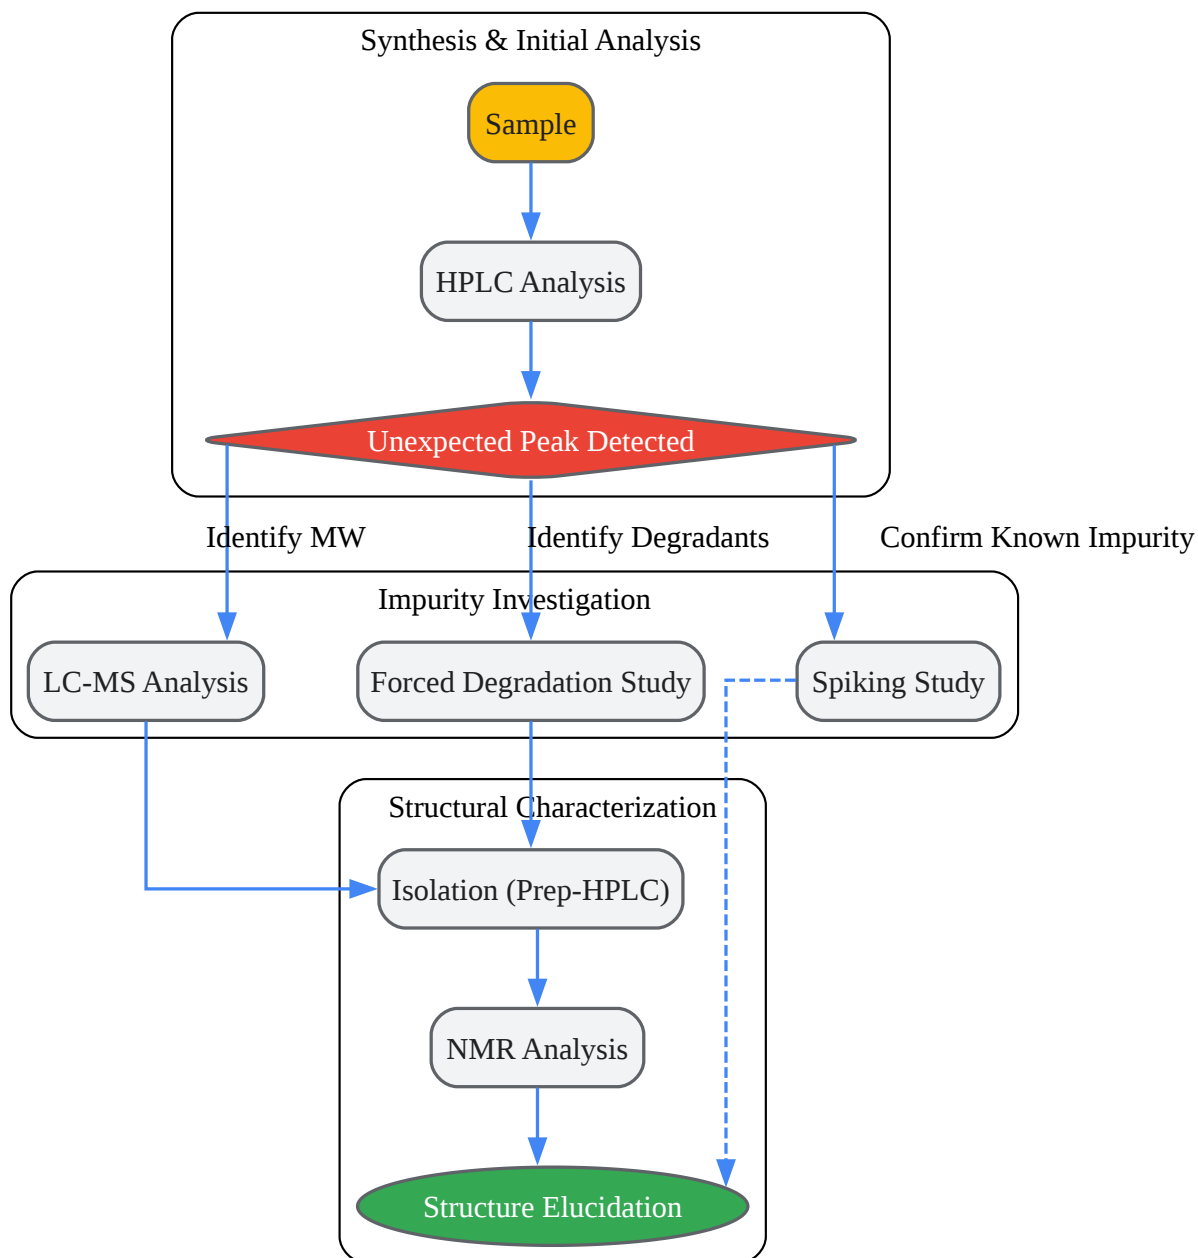 Synthesis & Initial Analysis
Sample
HPLC Analysis
Unexpected Peak Detected
Identify MW
Identify Degradants
Confirm Known Impurity
Impurity Investigation
LC-MS Analysis
Forced Degradation Study
Spiking Study
Structural Characterization
Isolation (Prep-HPLC)
NMR Analysis
Structure Elucidation